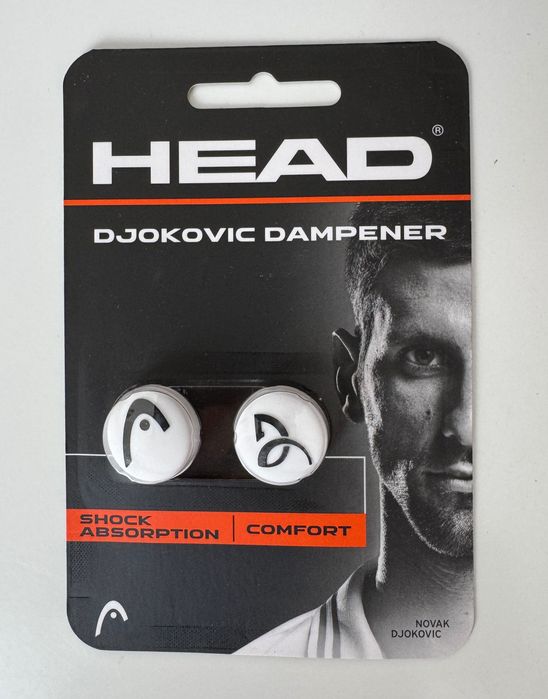 HEAD®
DJOKOVIC DAMPENER
SHOCK
ABSORPTION
COMFORT
NOVAK
DJOKOVIC